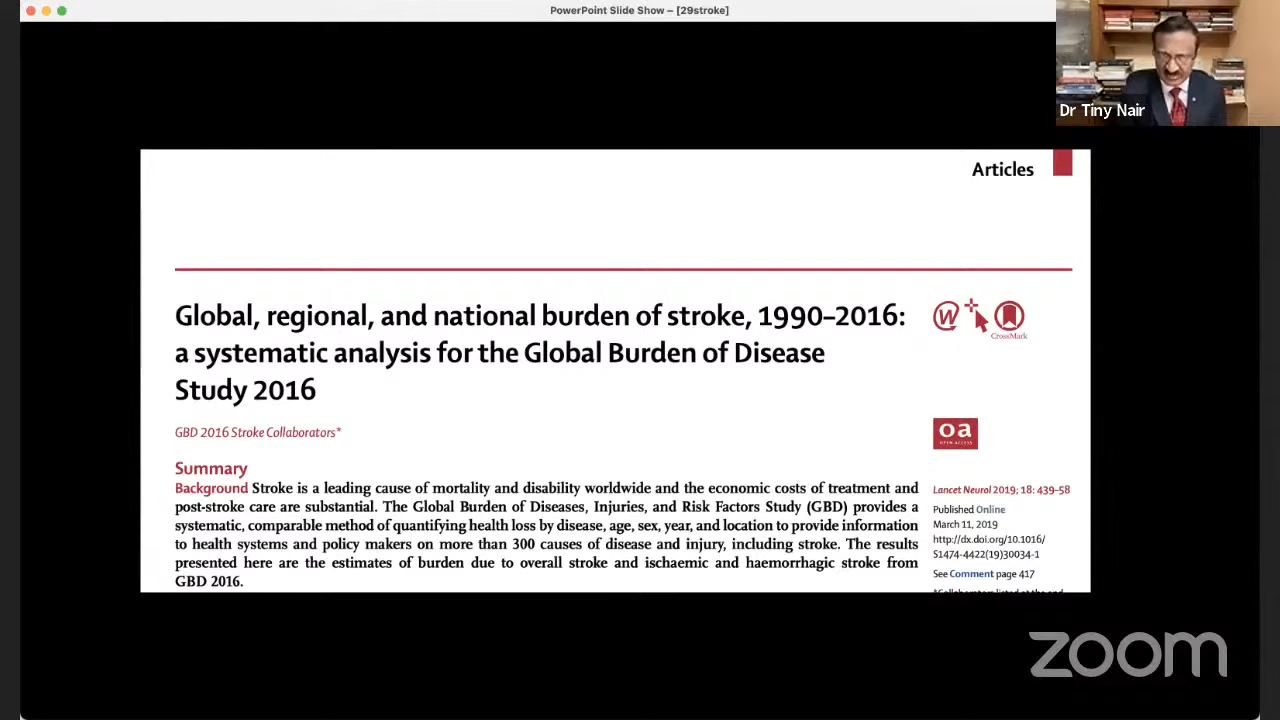 PowerPoint Slide Show – [29stroke]
Dr Tiny Nair
Articles
Global, regional, and national burden of stroke, 1990–2016:
a systematic analysis for the Global Burden of Disease
Study 2016
CrossMark
GBD 2016 Stroke Collaborators*
oa
OPEN ACCESS
Summary
Background Stroke is a leading cause of mortality and disability worldwide and the economic costs of treatment and
post-stroke care are substantial. The Global Burden of Diseases, Injuries, and Risk Factors Study (GBD) provides a
systematic, comparable method of quantifying health loss by disease, age, sex, year, and location to provide information
to health systems and policy makers on more than 300 causes of disease and injury, including stroke. The results
presented here are the estimates of burden due to overall stroke and ischaemic and haemorrhagic stroke from
GBD 2016.
Lancet Neurol 2019; 18: 439–58
Published Online
March 11, 2019
http://dx.doi.org/10.1016/
S1474-4422(19)30034-1
See Comment page 417
*Collaborators listed at the end
zoom